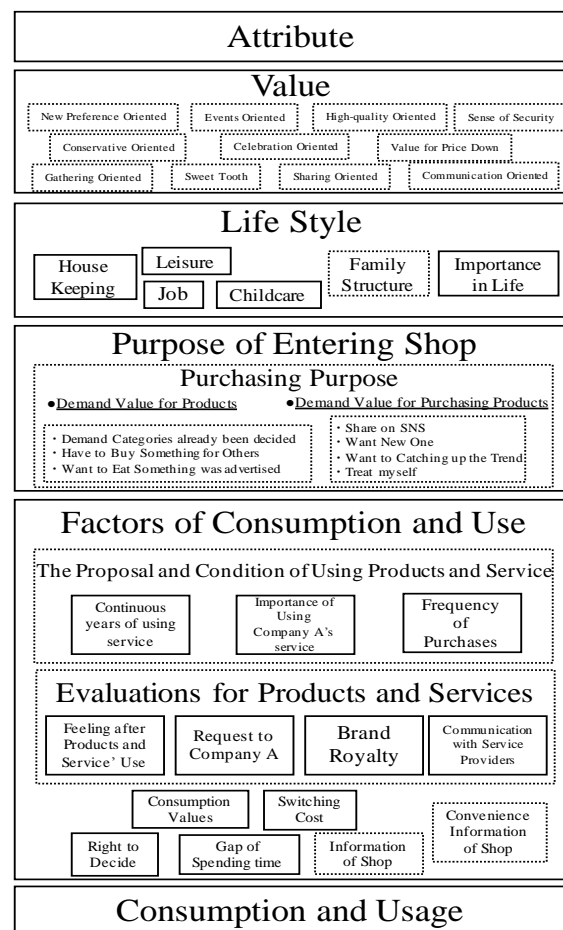 Attribute
Value
New Preference Oriented
Events Oriented
High-quality Oriented
Sense of Security
Conservative Oriented
Celebration Oriented
Value for Price Down
Gathering Oriented
Sweet Tooth
Sharing Oriented
Communication Oriented
Life Style
House
Keeping
Leisure
Job
Childcare
Family
Structure
Importance
in Life
Purpose of Entering Shop
Purchasing Purpose
●Demand Value for Products
・Demand Categories already been decided
・Have to Buy Something for Others
・Want to Eat Something was advertised
●Demand Value for Purchasing Products
・Share on SNS
・Want New One
・Want to Catching up the Trend
・Treat myself
Factors of Consumption and Use
The Proposal and Condition of Using Products and Service
Continuous
years of using
service
Importance of
Using
Company A's
service
Frequency
of
Purchases
Evaluations for Products and Services
Feeling after
Products and
Service' Use
Request to
Company A
Brand
Royalty
Communication
with Service
Providers
Consumption
Values
Switching
Cost
Right to
Decide
Gap of
Spending time
Information
of Shop
Convenience
Information
of Shop
Consumption and Usage